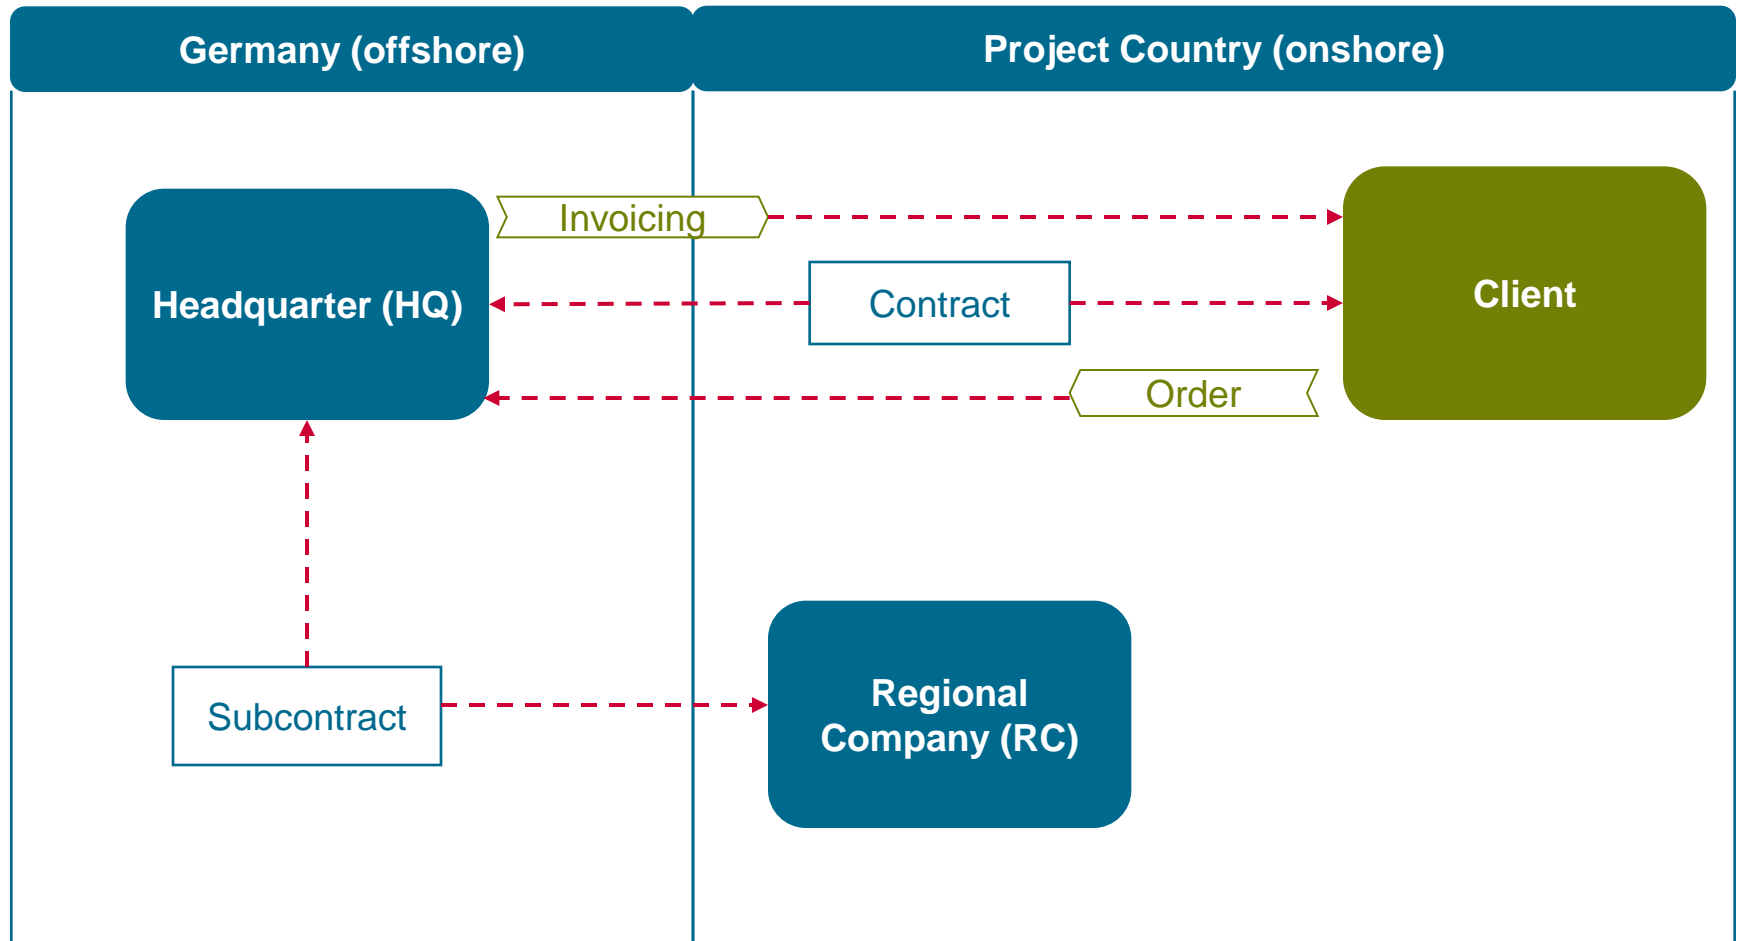 Germany (offshore)
Project Country (onshore)
Invoicing
Headquarter (HQ)
Contract
Client
Order
Subcontract
Regional
Company (RC)